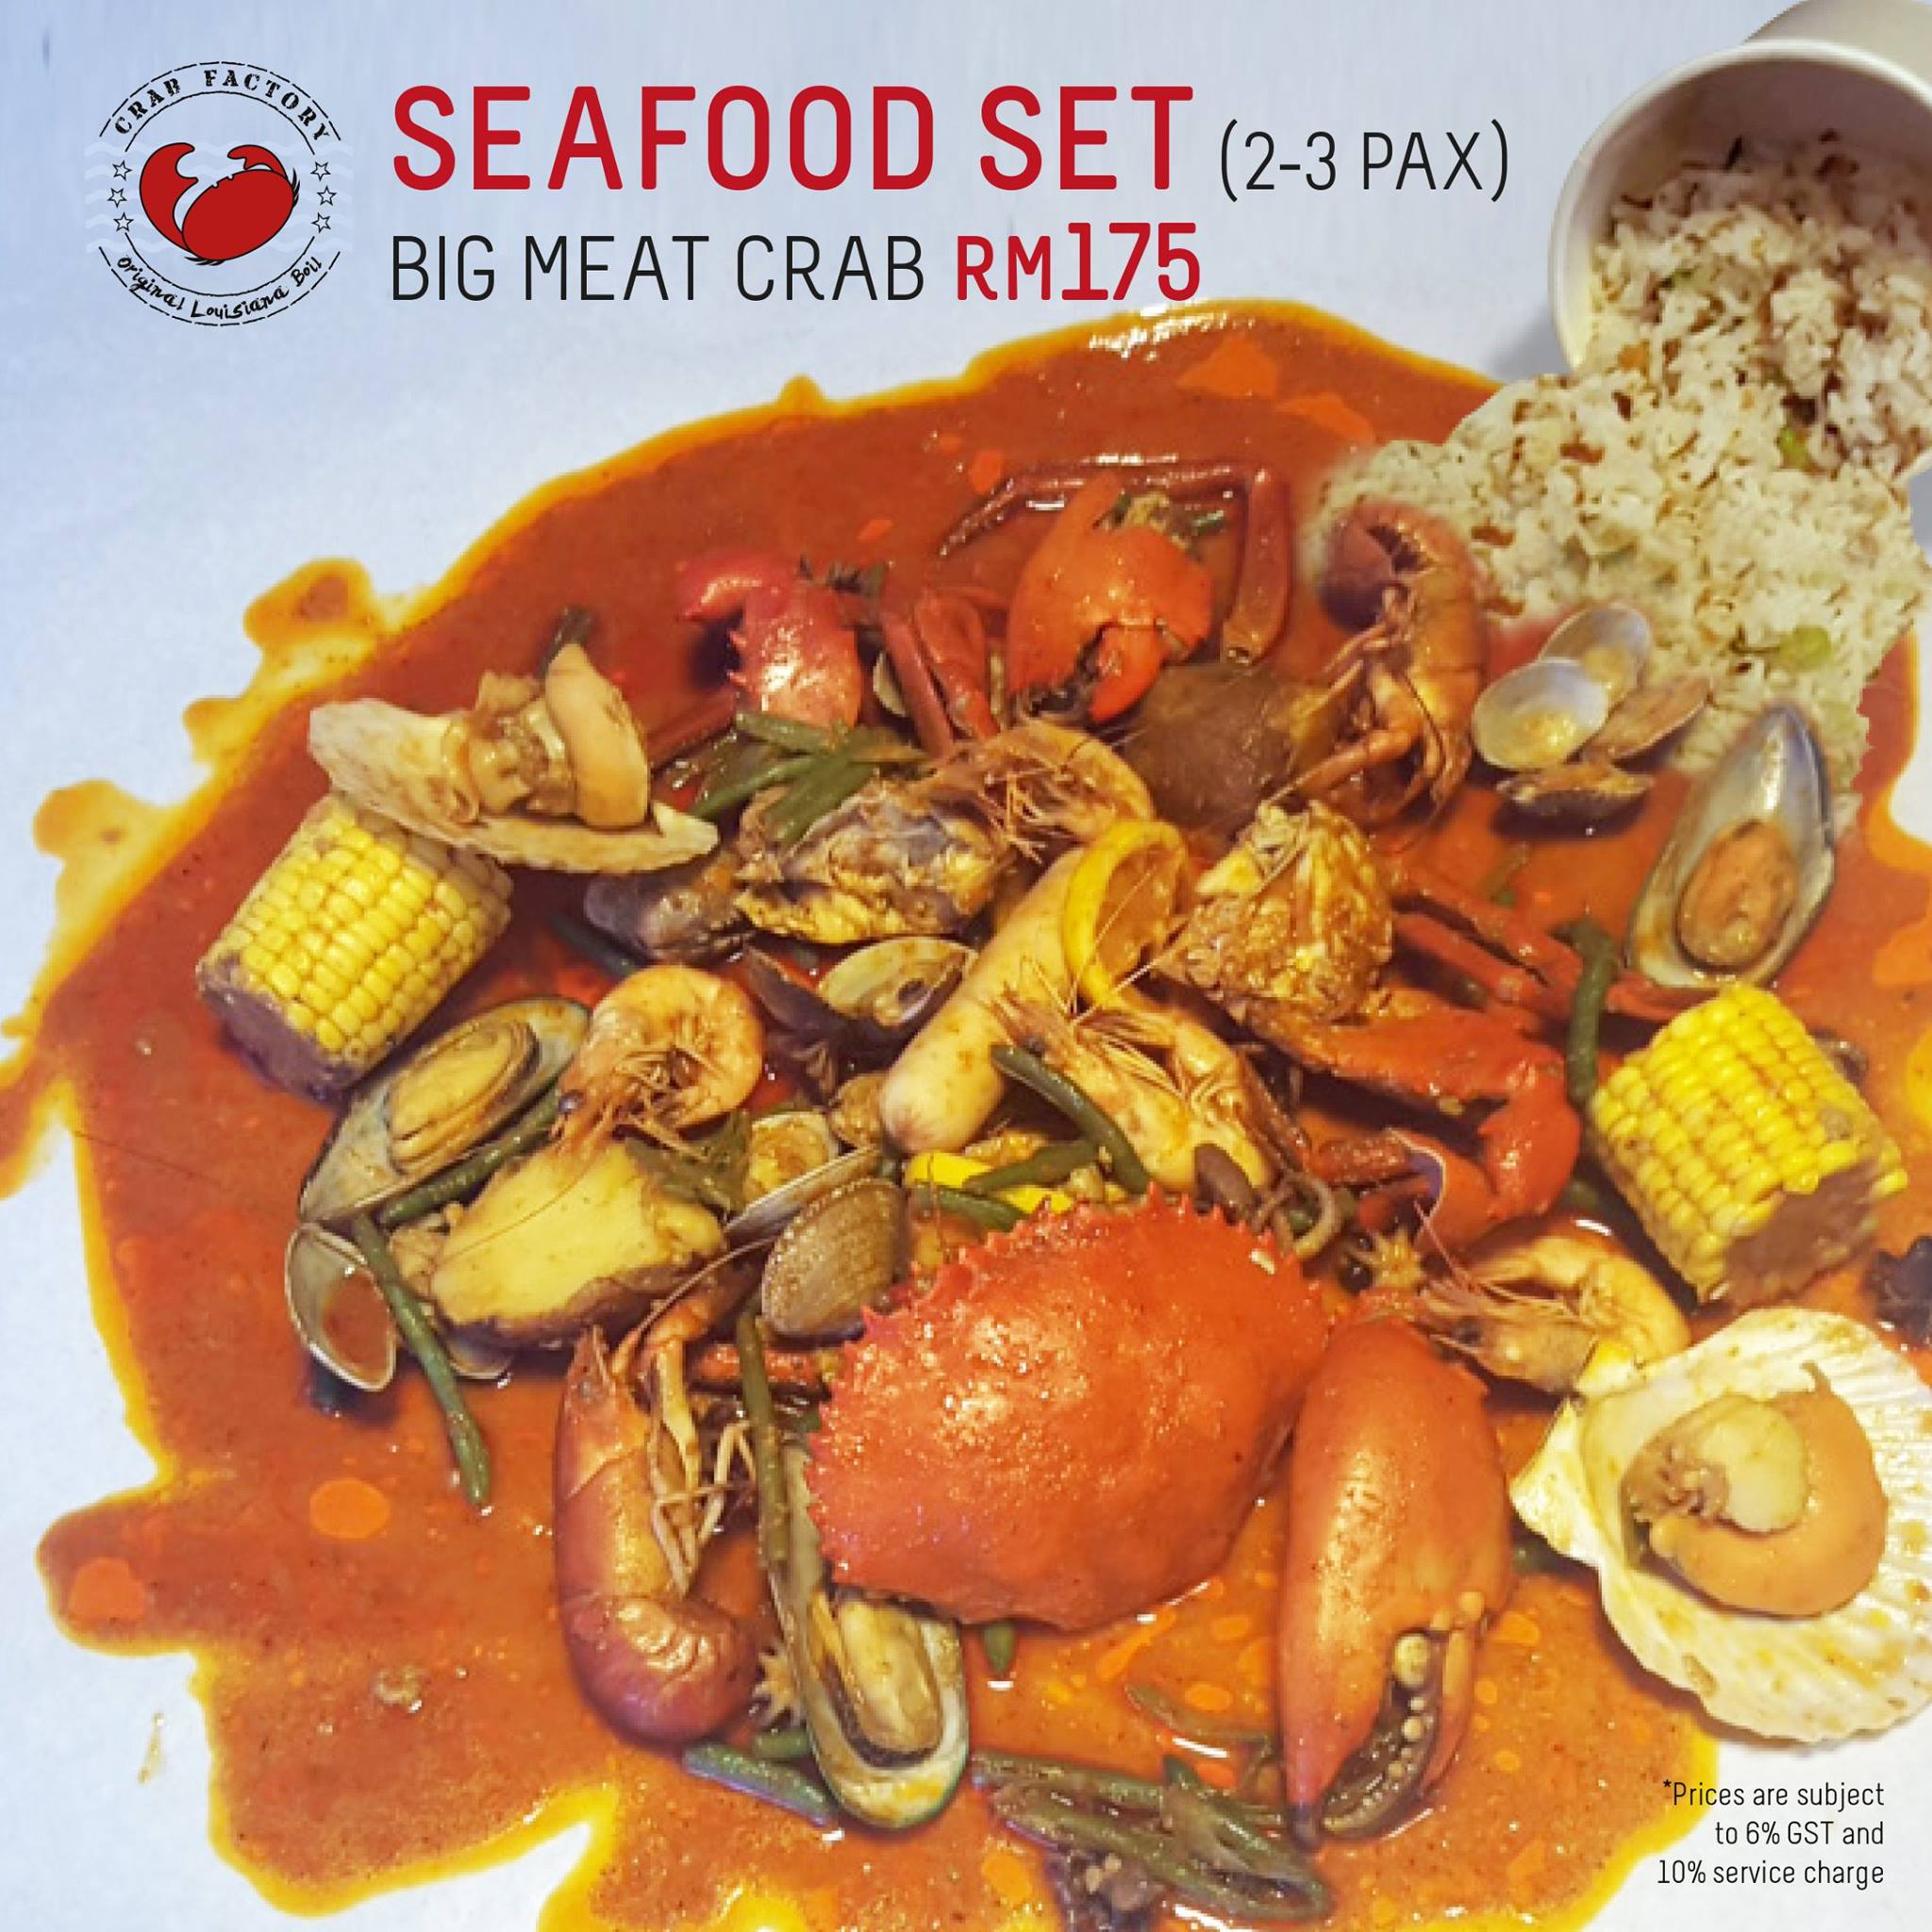 CRAB FACTORY
Original Louisiana Boil
SEAFOOD SET (2-3 PAX)
BIG MEAT CRAB RM175
*Prices are subject
to 6% GST and
10% service charge